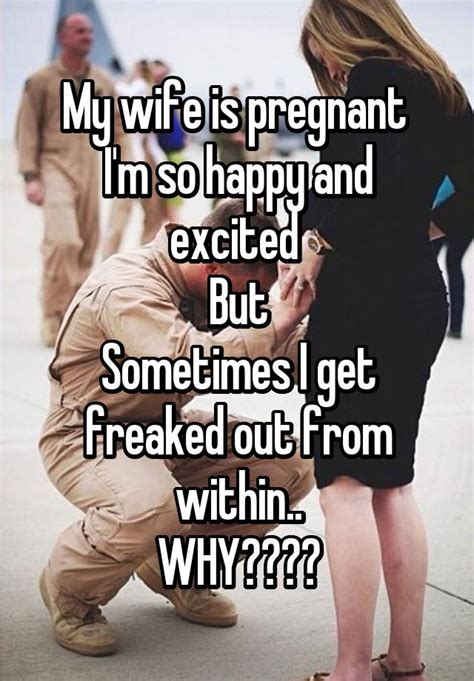 My wife is pregnant
I'm so happy and
excited
But
Sometimes I get
freaked out from
within..
WHY????